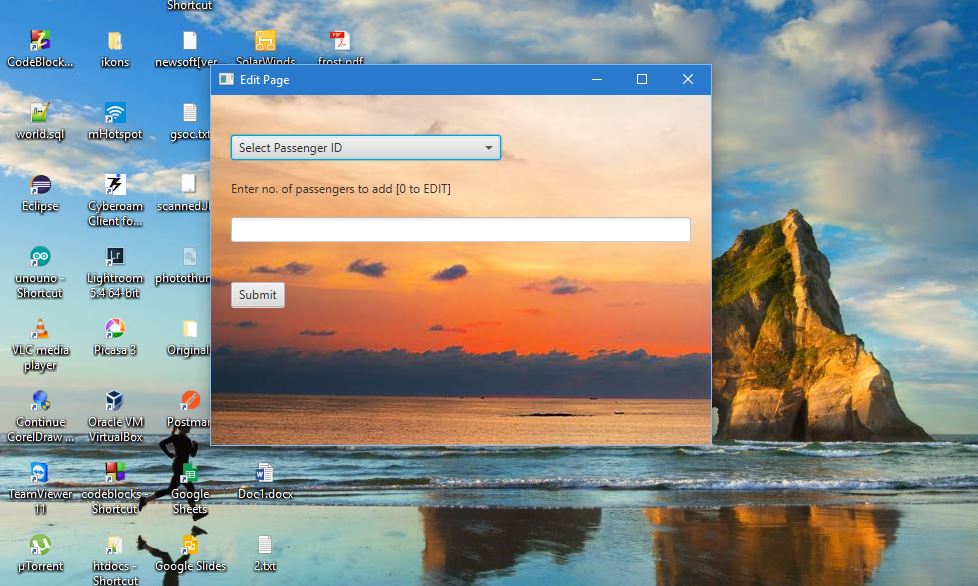 Shortcut
CodeBlock...
ikons
newsoft[ver
SolarWinds
frost.pdf
Edit Page
world.sql
mHotspot
gsoc.txt
Select Passenger ID
Enter no. of passengers to add [0 to EDIT]
Eclipse
Cyberoam
Client fo...
scanned.JI
unouno -
Shortcut
Lightroom
5.4 64-bit
photothun
Submit
VLC media
player
Picasa 3
Original
Continue
CorelDraw ...
Oracle VM
VirtualBox
Postman
TeamViewer
11
codeblocks -
Shortcut
Google
Sheets
Doc1.docx
µTorrent
htdocs -
Shortcut
Google Slides
2.txt